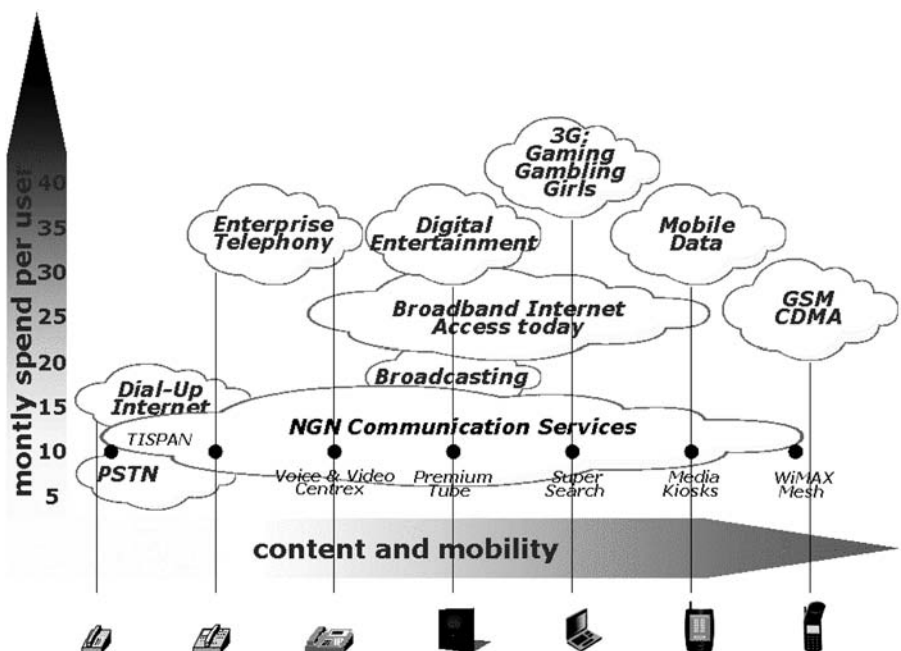 montly spend per user
40
35
30
25
20
15
10
5
3G:
Gaming
Gambling
Girls
Enterprise
Telephony
Digital
Entertainment
Mobile
Data
GSM
CDMA
Broadband Internet
Access today
Broadcasting
Dial-Up
Internet
NGN Communication Services
TISPAN
PSTN
Voice & Video
Centrex
Premium
Tube
Super
Search
Media
Kiosks
WiMAX
Mesh
content and mobility